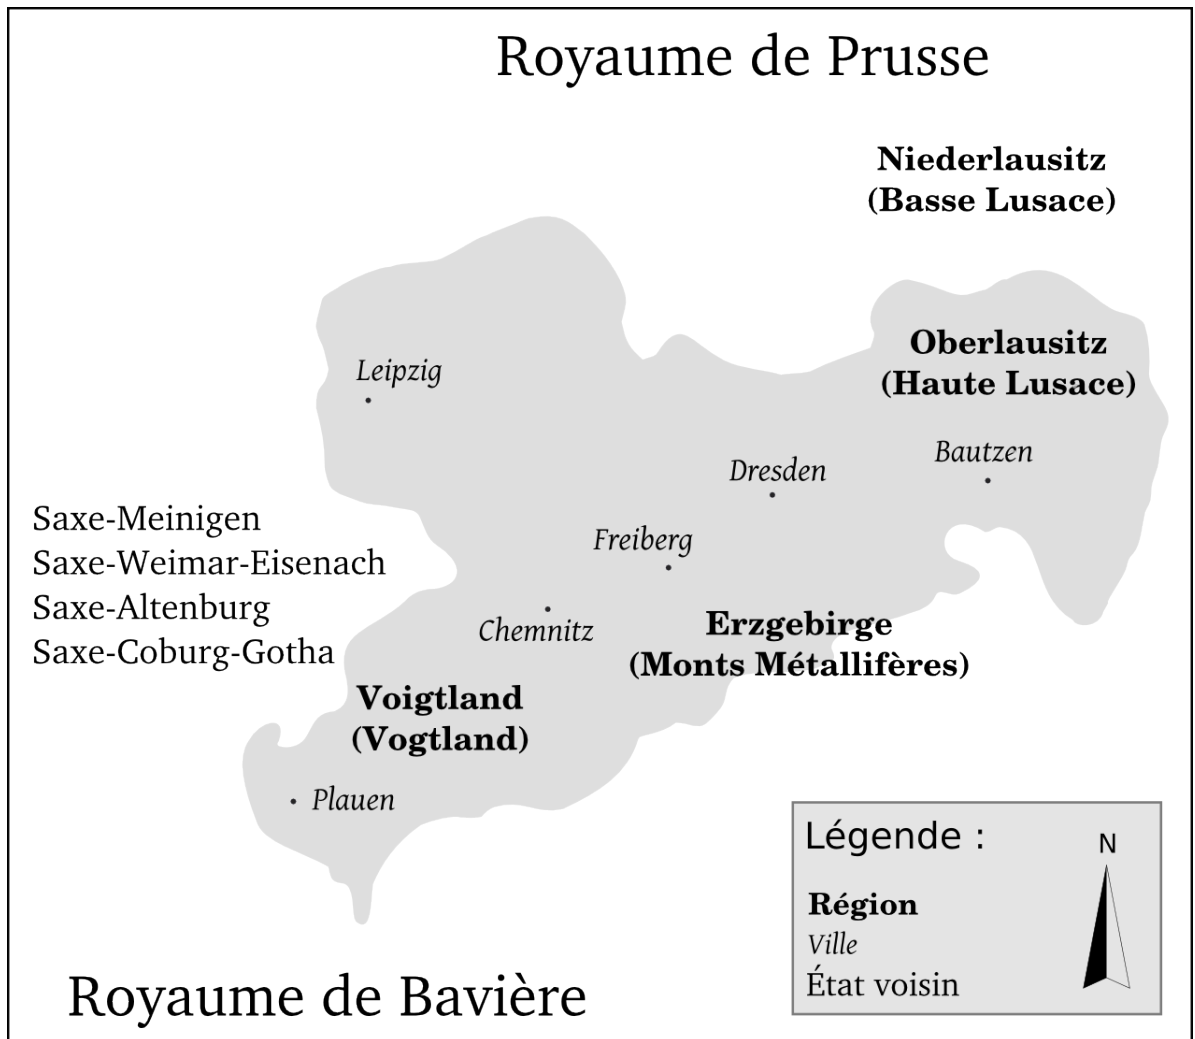 Royaume de Prusse
Niederlausitz
(Basse Lusace)
Oberlausitz
(Haute Lusace)
Leipzig
Bautzen
Dresden
Freiberg
Saxe-Meinigen
Saxe-Weimar-Eisenach
Saxe-Altenburg
Saxe-Coburg-Gotha
Chemnitz
Erzgebirge
(Monts Métallifères)
Voigtland
(Vogtland)
Plauen
Légende :
N
Région
Ville
État voisin
Royaume de Bavière